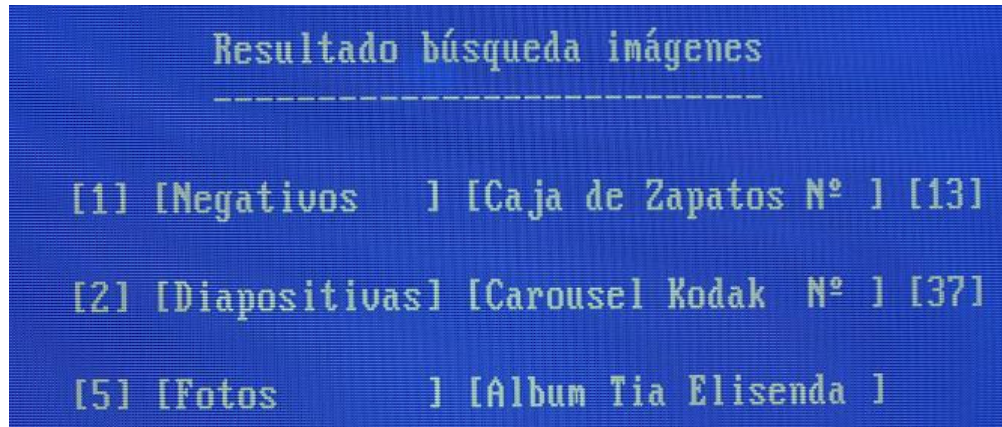 Resultado búsqueda imágenes
---------------------------
[1] [Negativos   ] [Caja de Zapatos Nº ] [13]
[2] [Diapositivas] [Carousel Kodak  Nº ] [37]
[5] [Fotos       ] [Album Tia Elisenda ]